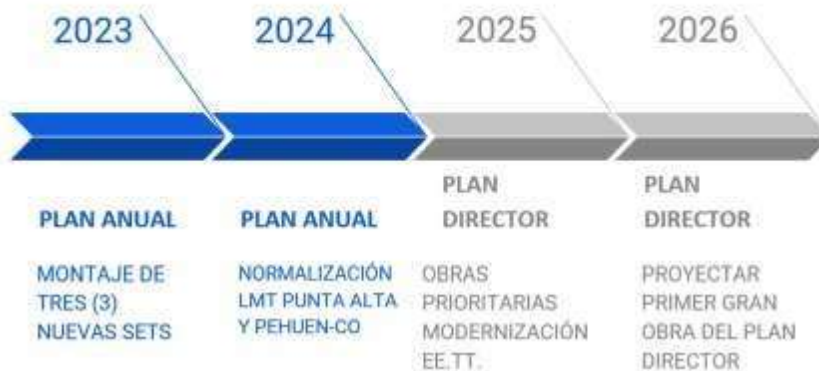 2023
2024
2025
2026
PLAN ANUAL
MONTAJE DE
TRES (3)
NUEVAS SETS
PLAN ANUAL
NORMALIZACIÓN
LMT PUNTA ALTA
Y PEHUEN-CO
PLAN
DIRECTOR
OBRAS
PRIORITARIAS
MODERNIZACIÓN
EE.TT.
PLAN
DIRECTOR
PROYECTAR
PRIMER GRAN
OBRA DEL PLAN
DIRECTOR